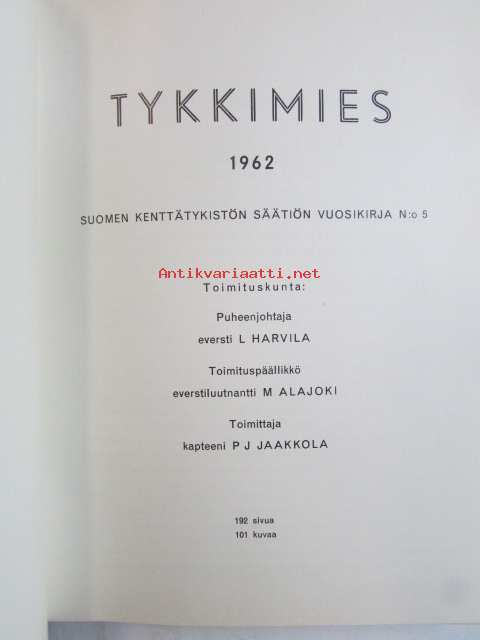 TYKKIMIES
1962
SUOMEN KENTTÄTYKISTÖN SÄÄTIÖN VUOSIKIRJA N:o 5
Antikvariaatti.net
Toimituskunta:
Puheenjohtaja
eversti L HARVILA
Toimituspäällikkö
everstiluutnantti M ALAJOKI
Toimittaja
kapteeni P J JAAKKOLA
192 sivua
101 kuvaa